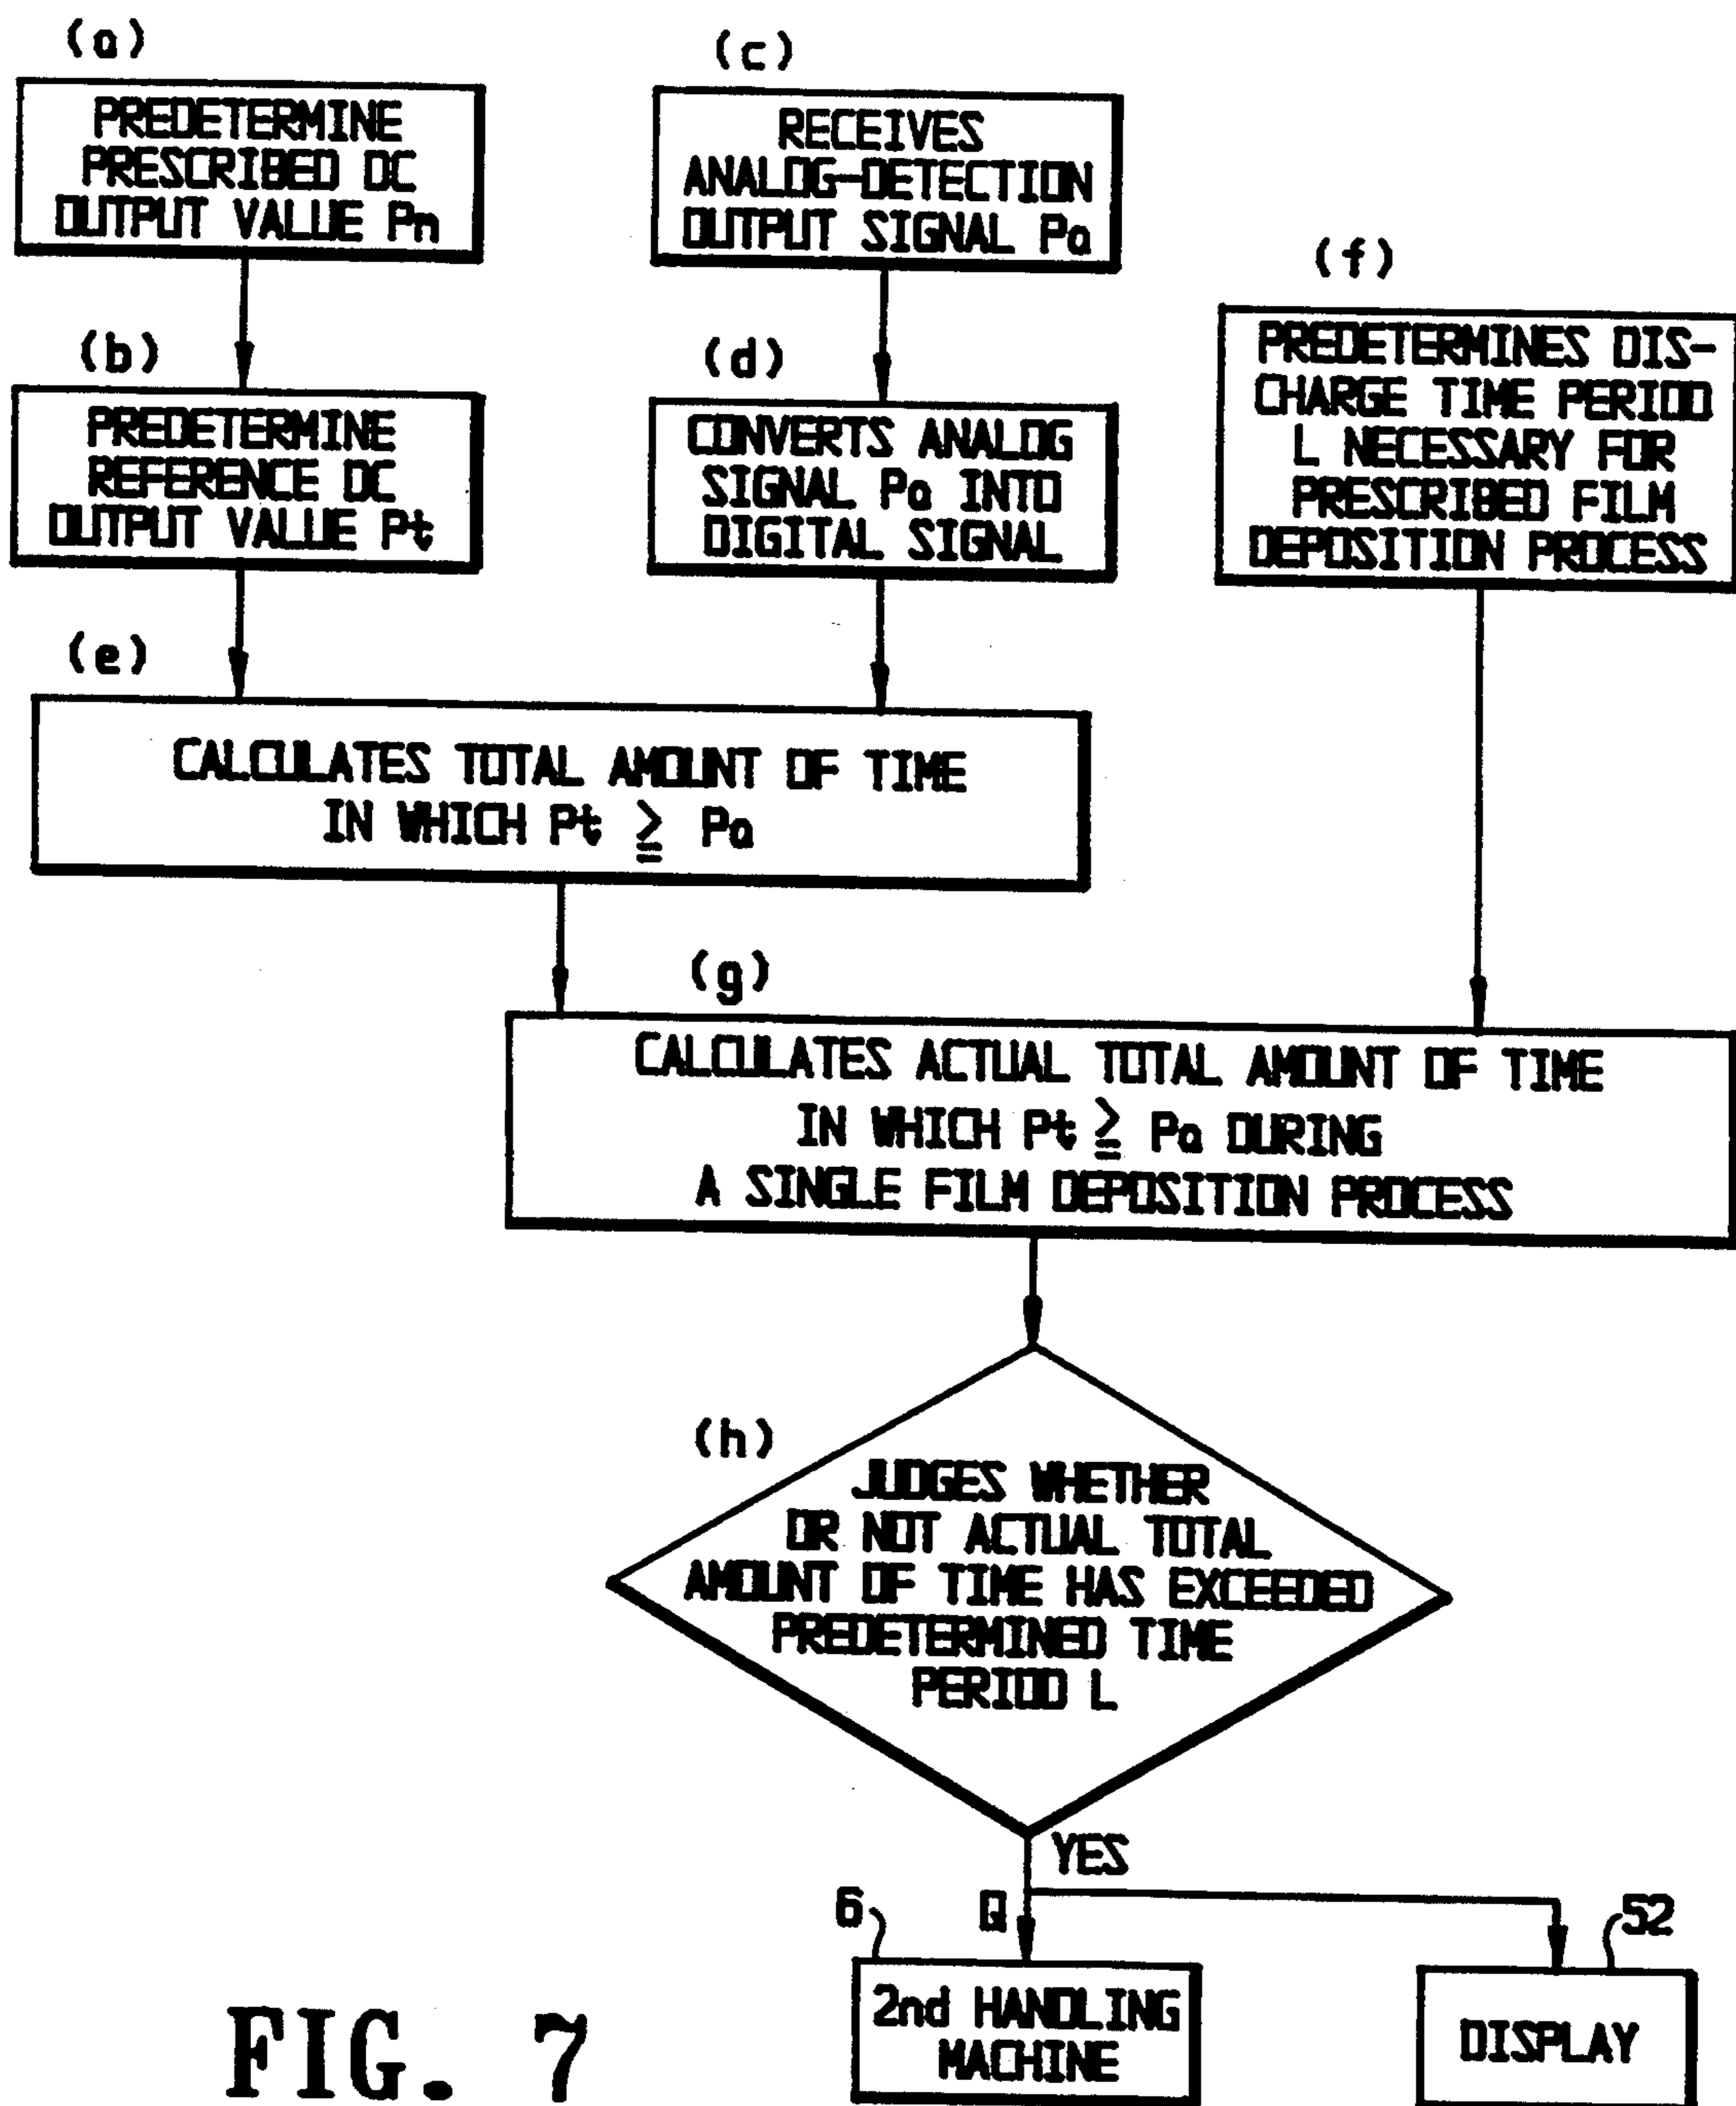 (a)
PREDETERMINE
PRESCRIBED DC
OUTPUT VALUE Pn
(c)
RECEIVES
ANALOG-DETECTION
OUTPUT SIGNAL Pa
(f)
PREDETERMINES DIS-
CHARGE TIME PERIOD
L NECESSARY FOR
PRESCRIBED FILM
DEPOSITION PROCESS
(b)
PREDETERMINE
REFERENCE DC
OUTPUT VALUE Pt
(d)
CONVERTS ANALOG
SIGNAL Pa INTO
DIGITAL SIGNAL
(e)
CALCULATES TOTAL AMOUNT OF TIME
IN WHICH Pt ≧ Pa
(g)
CALCULATES ACTUAL TOTAL AMOUNT OF TIME
IN WHICH Pt ≧ Pa DURING
A SINGLE FILM DEPOSITION PROCESS
(h)
JUDGES WHETHER
OR NOT ACTUAL TOTAL
AMOUNT OF TIME HAS EXCEEDED
PREDETERMINED TIME
PERIOD L
YES
6
Q
52
2nd HANDLING
MACHINE
DISPLAY
FIG. 7